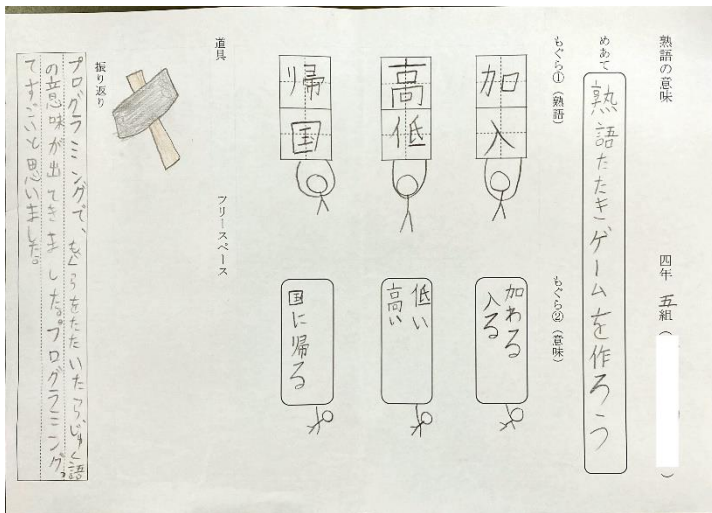 熟語の意味
四年 五組( )
めあて
熟語たたきゲームを作ろう
もぐら①(熟語)
加入
高低
帰国
もぐら②(意味)
加わる
入る
低い
高い
国に帰る
道具
フリースペース
振り返り
プログラミングで、もぐらをたたいたら、じゅく語
の意味が出てきました。プログラミングっ
てすごいと思いました。